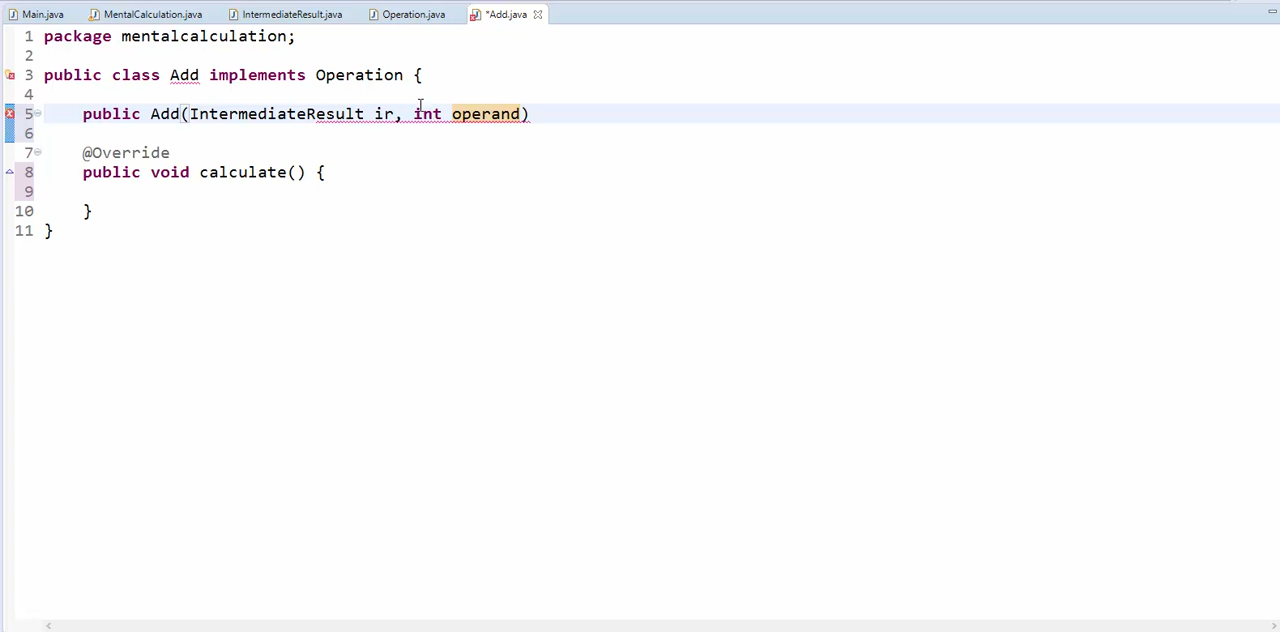 Main.java MentalCalculation.java IntermediateResult.java Operation.java *Add.java
1 package mentalcalculation;
2
3 public class Add implements Operation {
4
5 public Add(IntermediateResult ir, int operand)
6
7 @Override
8 public void calculate() {
9
10 }
11 }